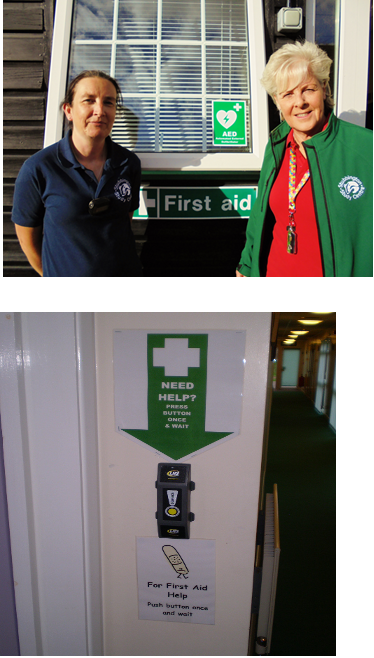 AED
First aid
NEED
HELP?
PRESS
BUTTON
ONCE
& WAIT
For First Aid
Help
Push button once
and wait